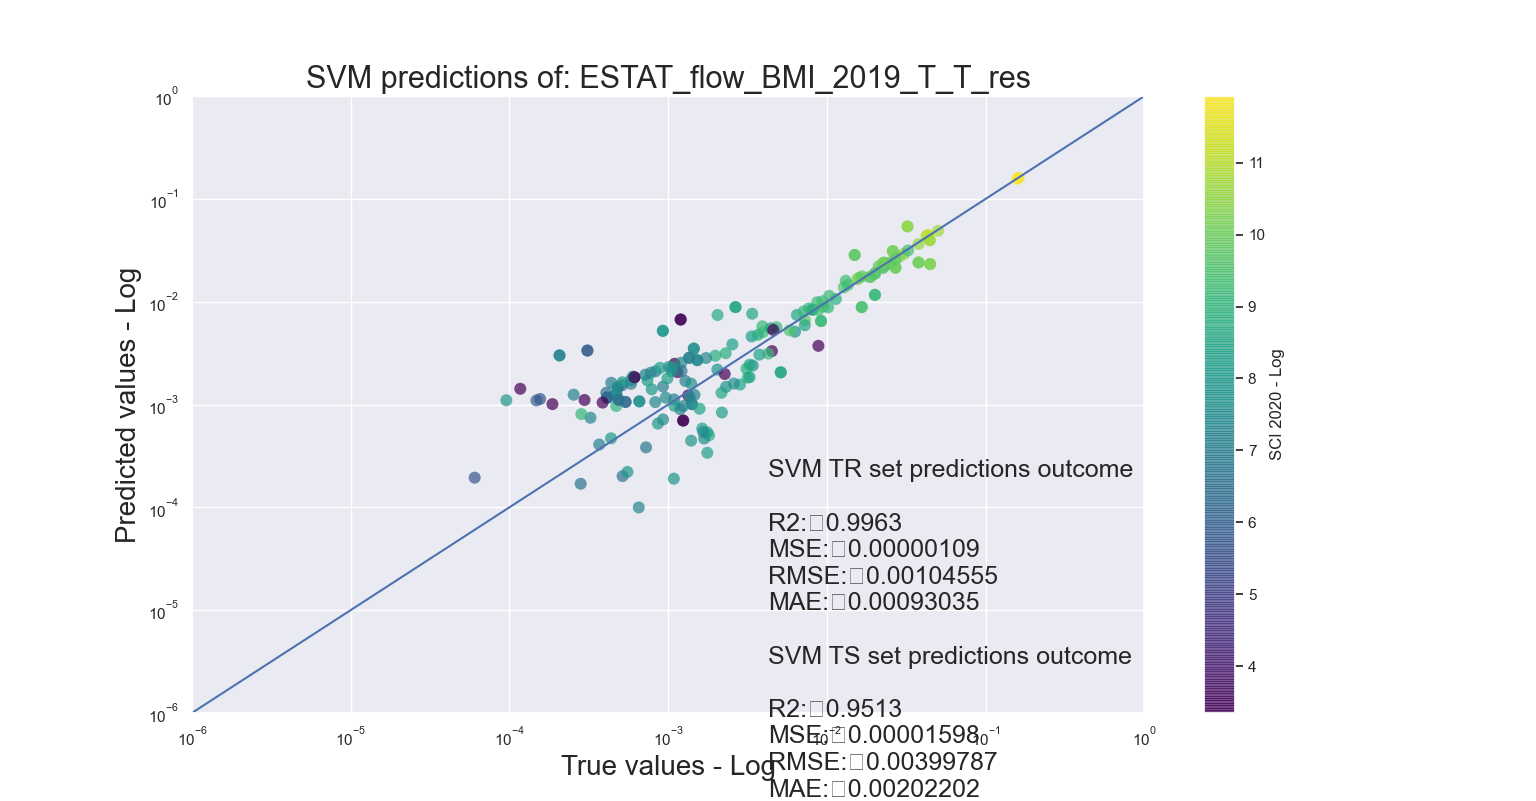 SVM predictions of: ESTAT_flow_BMI_2019_T_T_res
10⁰
10⁻¹
10⁻²
10⁻³
10⁻⁴
10⁻⁵
10⁻⁶
Predicted values - Log
10⁻⁶ 10⁻⁵ 10⁻⁴ 10⁻³ 10⁻² 10⁻¹ 10⁰
True values - Log
SVM TR set predictions outcome
R2:□0.9963
MSE:□0.00000109
RMSE:□0.00104555
MAE:□0.00093035
SVM TS set predictions outcome
R2:□0.9513
MSE:□0.00001598
RMSE:□0.00399787
MAE:□0.00202202
11
10
9
8
7
6
5
4
SCI 2020 - Log